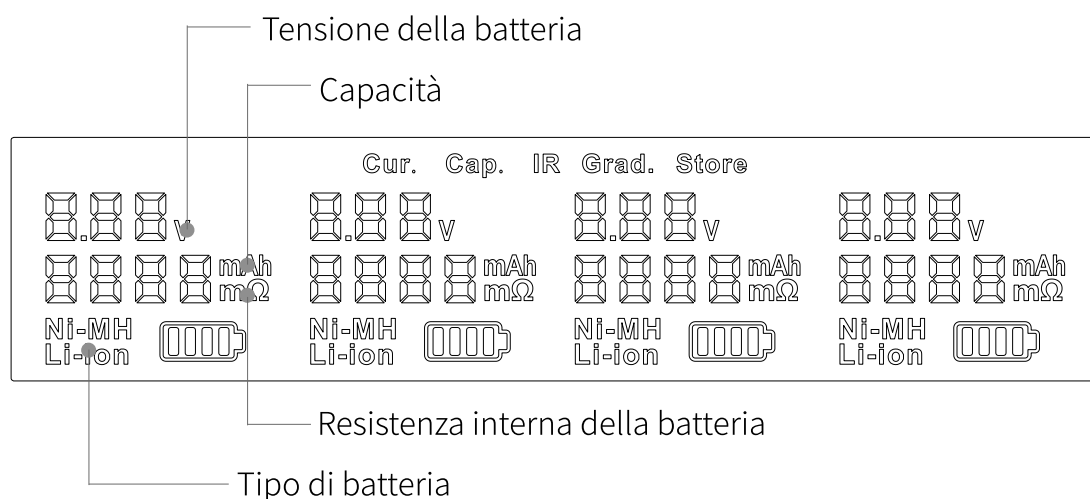 Tensione della batteria
Capacità
Cur. Cap. IR Grad. Store
8.88V 8.88V 8.88V 8.88V
8888 mAh 8888 mAh 8888 mAh 8888 mAh
mΩ mΩ mΩ mΩ
Ni-MH Ni-MH Ni-MH Ni-MH
Li-ion Li-ion Li-ion Li-ion
Resistenza interna della batteria
Tipo di batteria